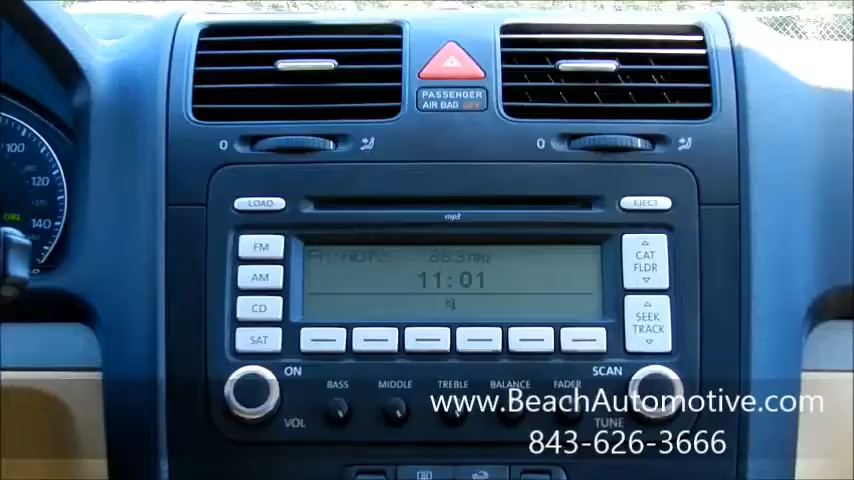 PASSENGER
AIR BAG OFF
0
0
100
120
140
LOAD
EJECT
mp3
FM
AM
CD
SAT
11:01
CAT
FLDR
SEEK
TRACK
ON
SCAN
BASS
MIDDLE
TREBLE
BALANCE
FADER
VOL
TUNE
www.BeachAutomotive.com
843-626-3666